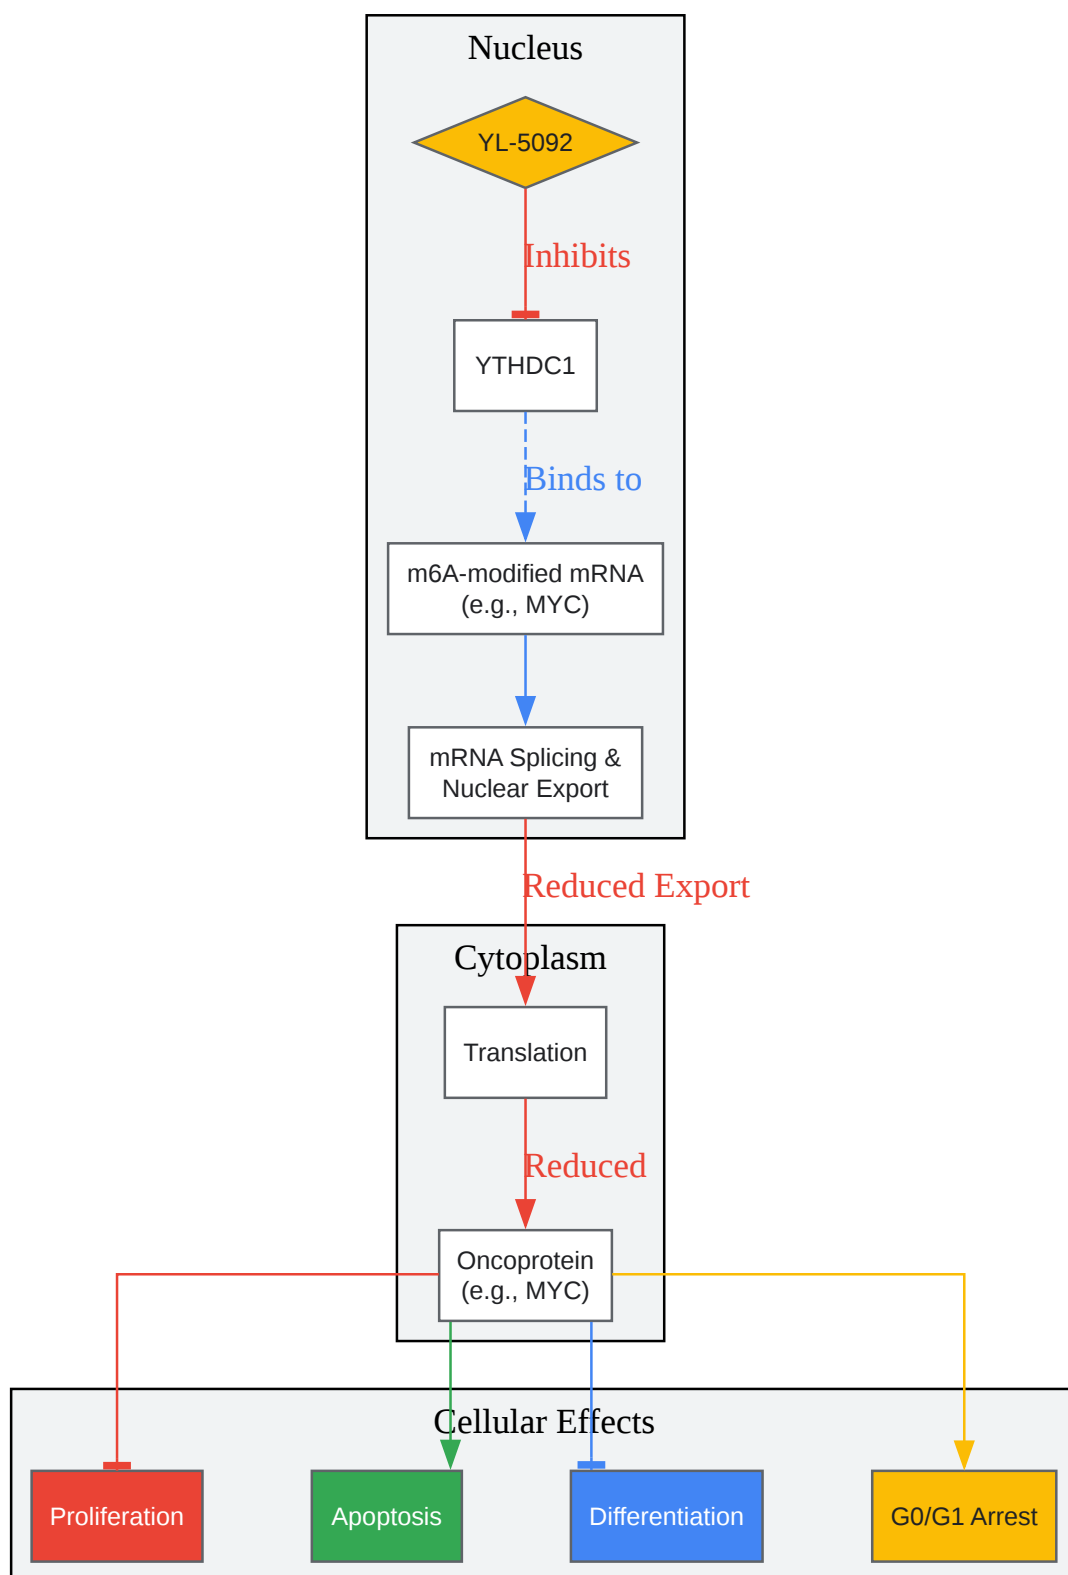 Nucleus
YL-5092
Inhibits
YTHDC1
Binds to
m6A-modified mRNA
(e.g., MYC)
mRNA Splicing &
Nuclear Export
Reduced Export
Cytoplasm
Translation
Reduced
Oncoprotein
(e.g., MYC)
Cellular Effects
Proliferation
Apoptosis
Differentiation
G0/G1 Arrest